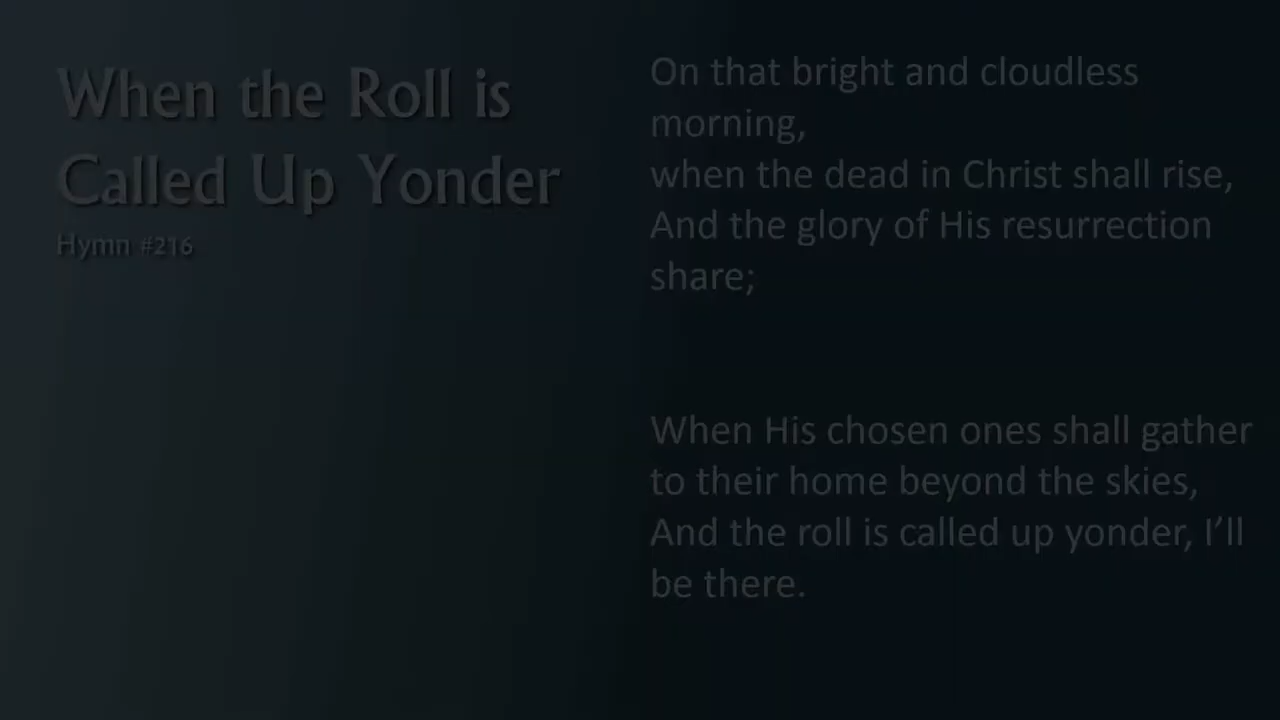 When the Roll is
Called Up Yonder
Hymn #216
On that bright and cloudless
morning,
when the dead in Christ shall rise,
And the glory of His resurrection
share;
When His chosen ones shall gather
to their home beyond the skies,
And the roll is called up yonder, I’ll
be there.